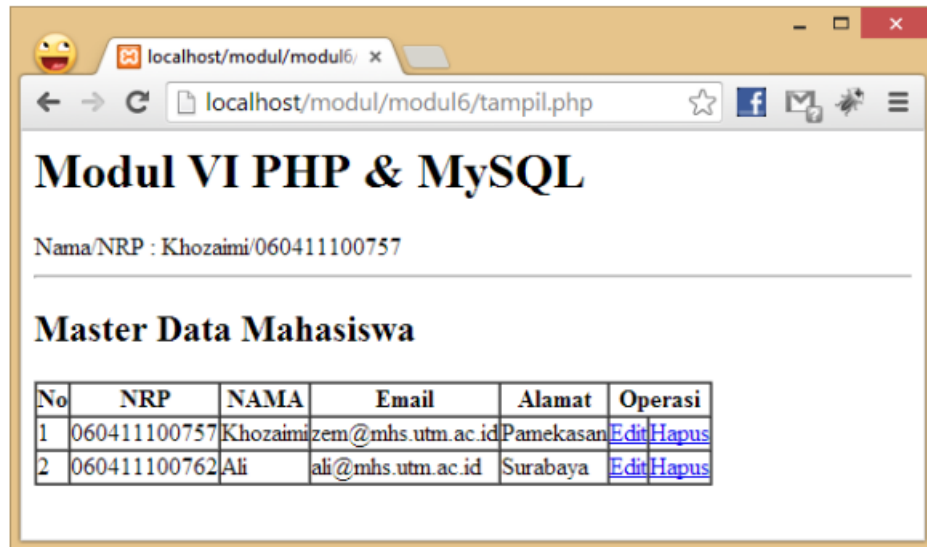 localhost/modul/modul6/
localhost/modul/modul6/tampil.php
Modul VI PHP & MySQL
Nama/NRP : Khozaimi/060411100757
Master Data Mahasiswa
No NRP NAMA Email Alamat Operasi
1 060411100757 Khozaimi zem@mhs.utm.ac.id Pamekasan Edit Hapus
2 060411100762 Ali ali@mhs.utm.ac.id Surabaya Edit Hapus